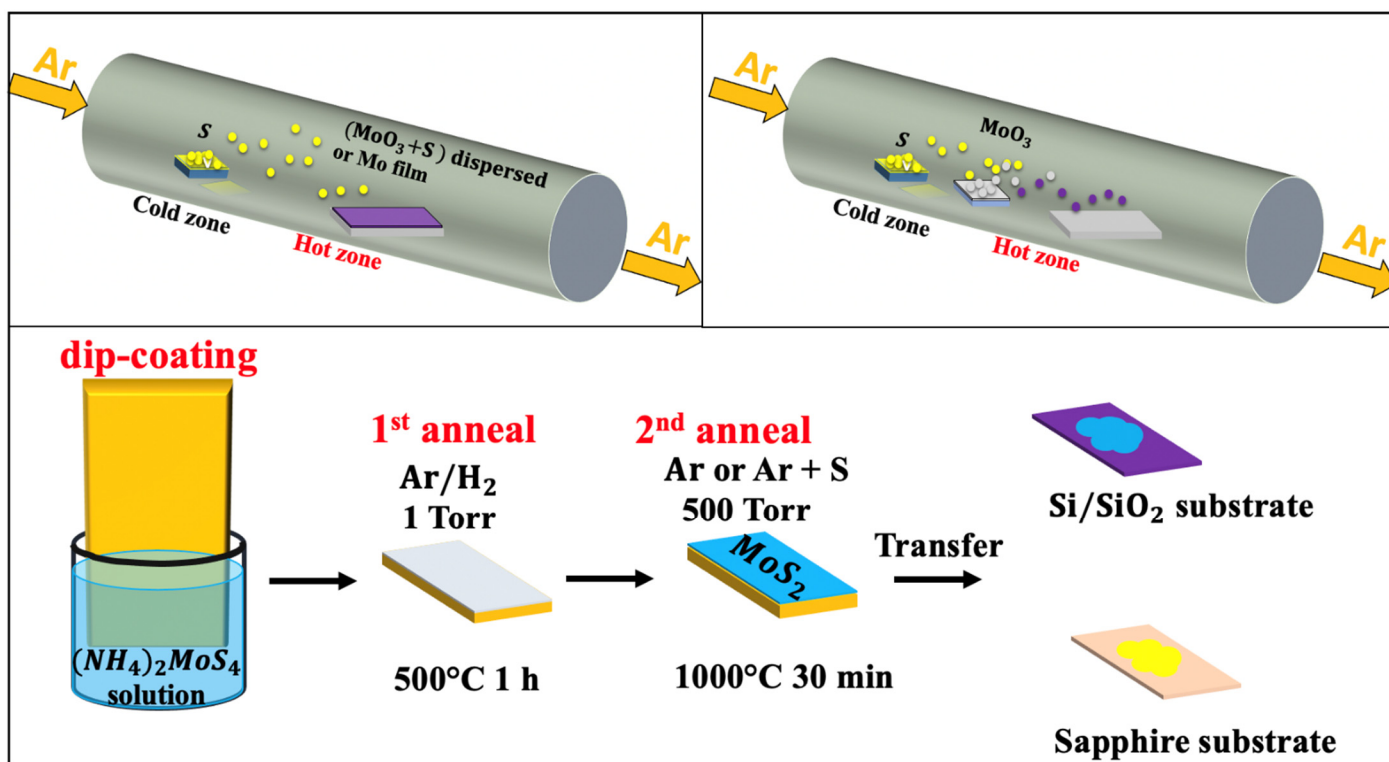 Ar
S
(MoO₃+S) dispersed
or Mo film
Cold zone
Hot zone
Ar
Ar
S
MoO₃
Cold zone
Hot zone
Ar
dip-coating
(NH₄)₂MoS₄
solution
1st anneal
Ar/H₂
1 Torr
500°C 1 h
2nd anneal
Ar or Ar + S
500 Torr
MoS₂
1000°C 30 min
Transfer
Si/SiO₂ substrate
Sapphire substrate